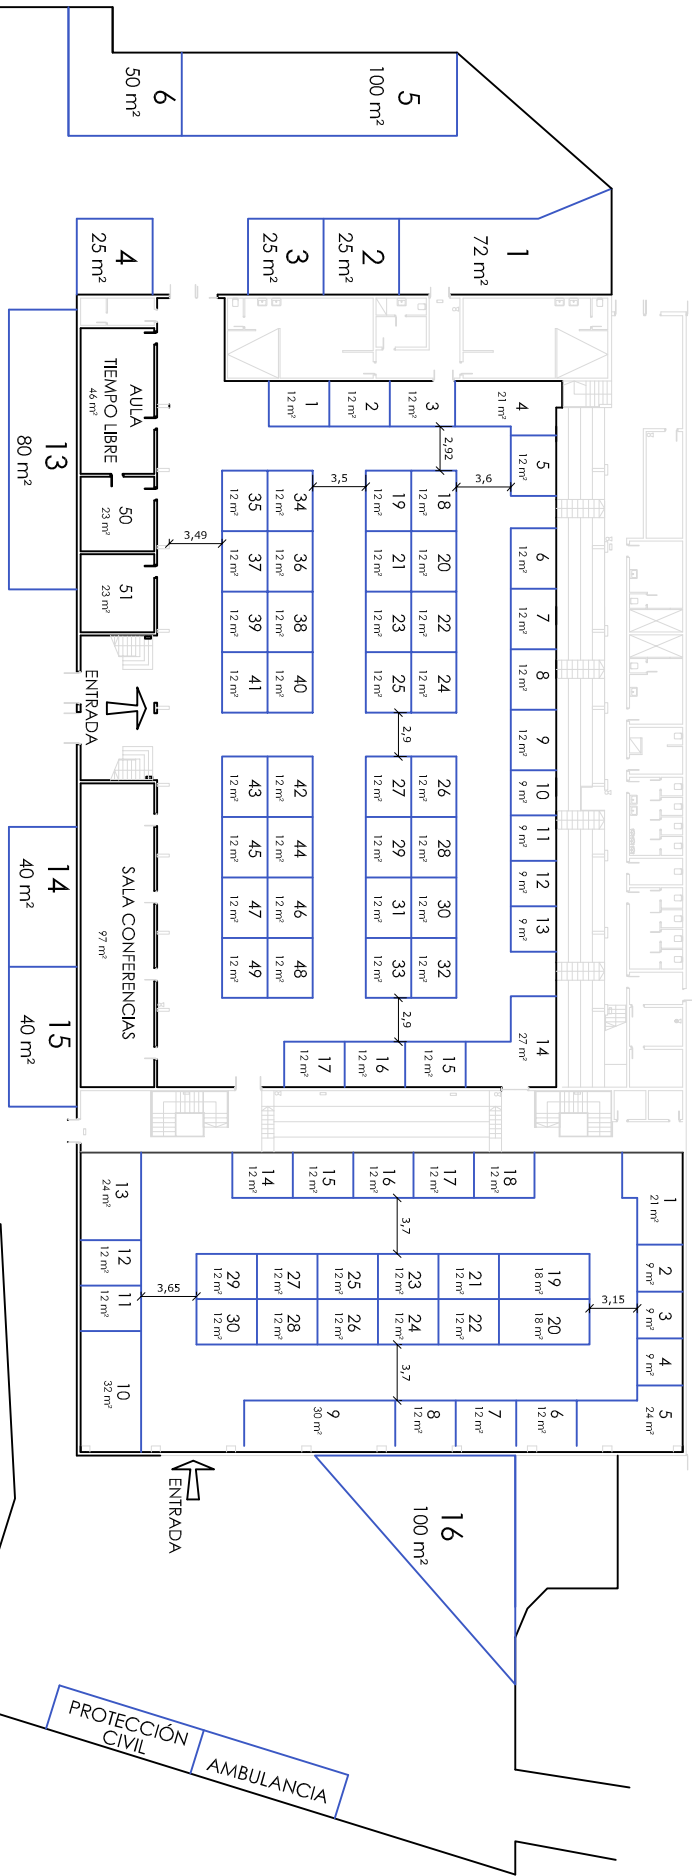 6
50 m²
5
100 m²
4
25 m²
3
25 m²
2
25 m²
1
72 m²
13
80 m²
AULA
TIEMPO LIBRE
46 m²
50
23 m²
51
23 m²
ENTRADA
SALA CONFERENCIAS
97 m²
14
40 m²
15
40 m²
1
12 m²
2
12 m²
3
12 m²
4
21 m²
5
12 m²
6
12 m²
7
12 m²
8
12 m²
9
12 m²
10
9 m²
11
9 m²
12
9 m²
13
9 m²
14
27 m²
15
12 m²
16
12 m²
17
12 m²
2,92
3,6
3,5
3,49
2,9
2,9
18
12 m²
19
12 m²
20
12 m²
21
12 m²
22
12 m²
23
12 m²
24
12 m²
25
12 m²
26
12 m²
27
12 m²
28
12 m²
29
12 m²
30
12 m²
31
12 m²
32
12 m²
33
12 m²
34
12 m²
35
12 m²
36
12 m²
37
12 m²
38
12 m²
39
12 m²
40
12 m²
41
12 m²
42
12 m²
43
12 m²
44
12 m²
45
12 m²
46
12 m²
47
12 m²
48
12 m²
49
12 m²
1
21 m²
2
9 m²
3
9 m²
4
9 m²
5
24 m²
6
12 m²
7
12 m²
8
12 m²
9
30 m²
10
32 m²
11
12 m²
12
12 m²
13
24 m²
14
12 m²
15
12 m²
16
12 m²
17
12 m²
18
12 m²
19
18 m²
20
18 m²
21
12 m²
22
12 m²
23
12 m²
24
12 m²
25
12 m²
26
12 m²
27
12 m²
28
12 m²
29
12 m²
30
12 m²
3,7
3,15
3,65
3,7
ENTRADA
16
100 m²
PROTECCIÓN
CIVIL
AMBULANCIA